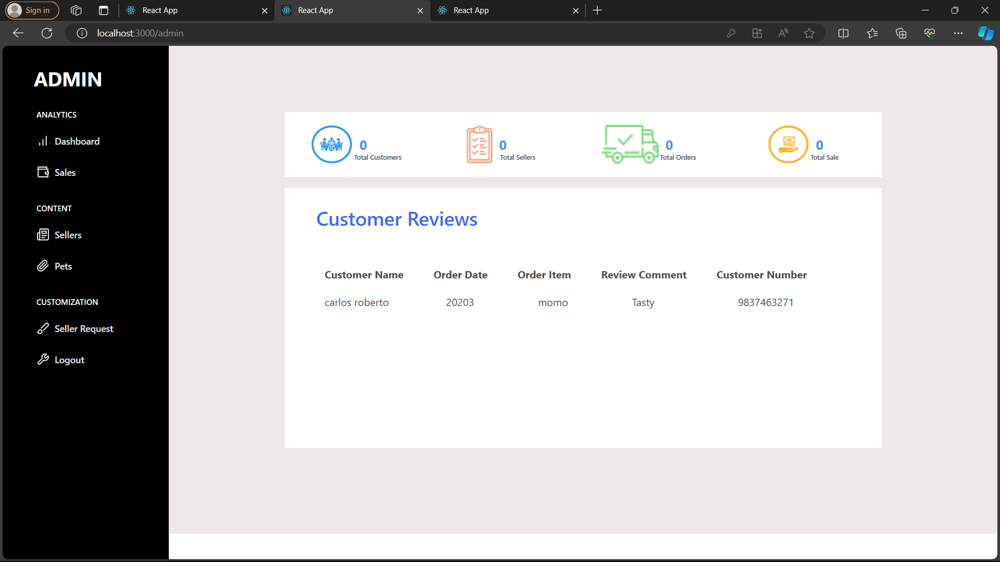 Sign in
React App
React App
React App
localhost:3000/admin
ADMIN
ANALYTICS
Dashboard
Sales
CONTENT
Sellers
Pets
CUSTOMIZATION
Seller Request
Logout
0
Total Customers
0
Total Sellers
0
Total Orders
0
Total Sale
Customer Reviews
Customer Name Order Date Order Item Review Comment Customer Number
carlos roberto 20203 momo Tasty 9837463271